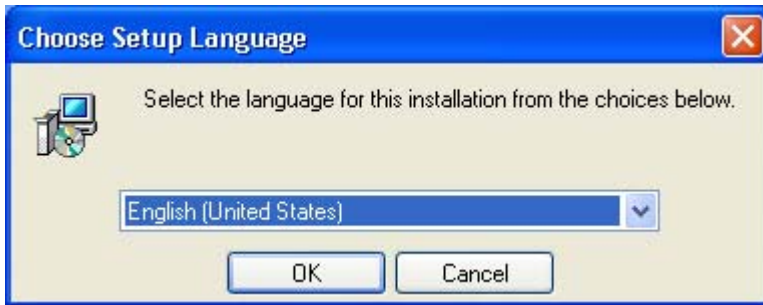 Choose Setup Language
Select the language for this installation from the choices below.
English (United States)
OK
Cancel